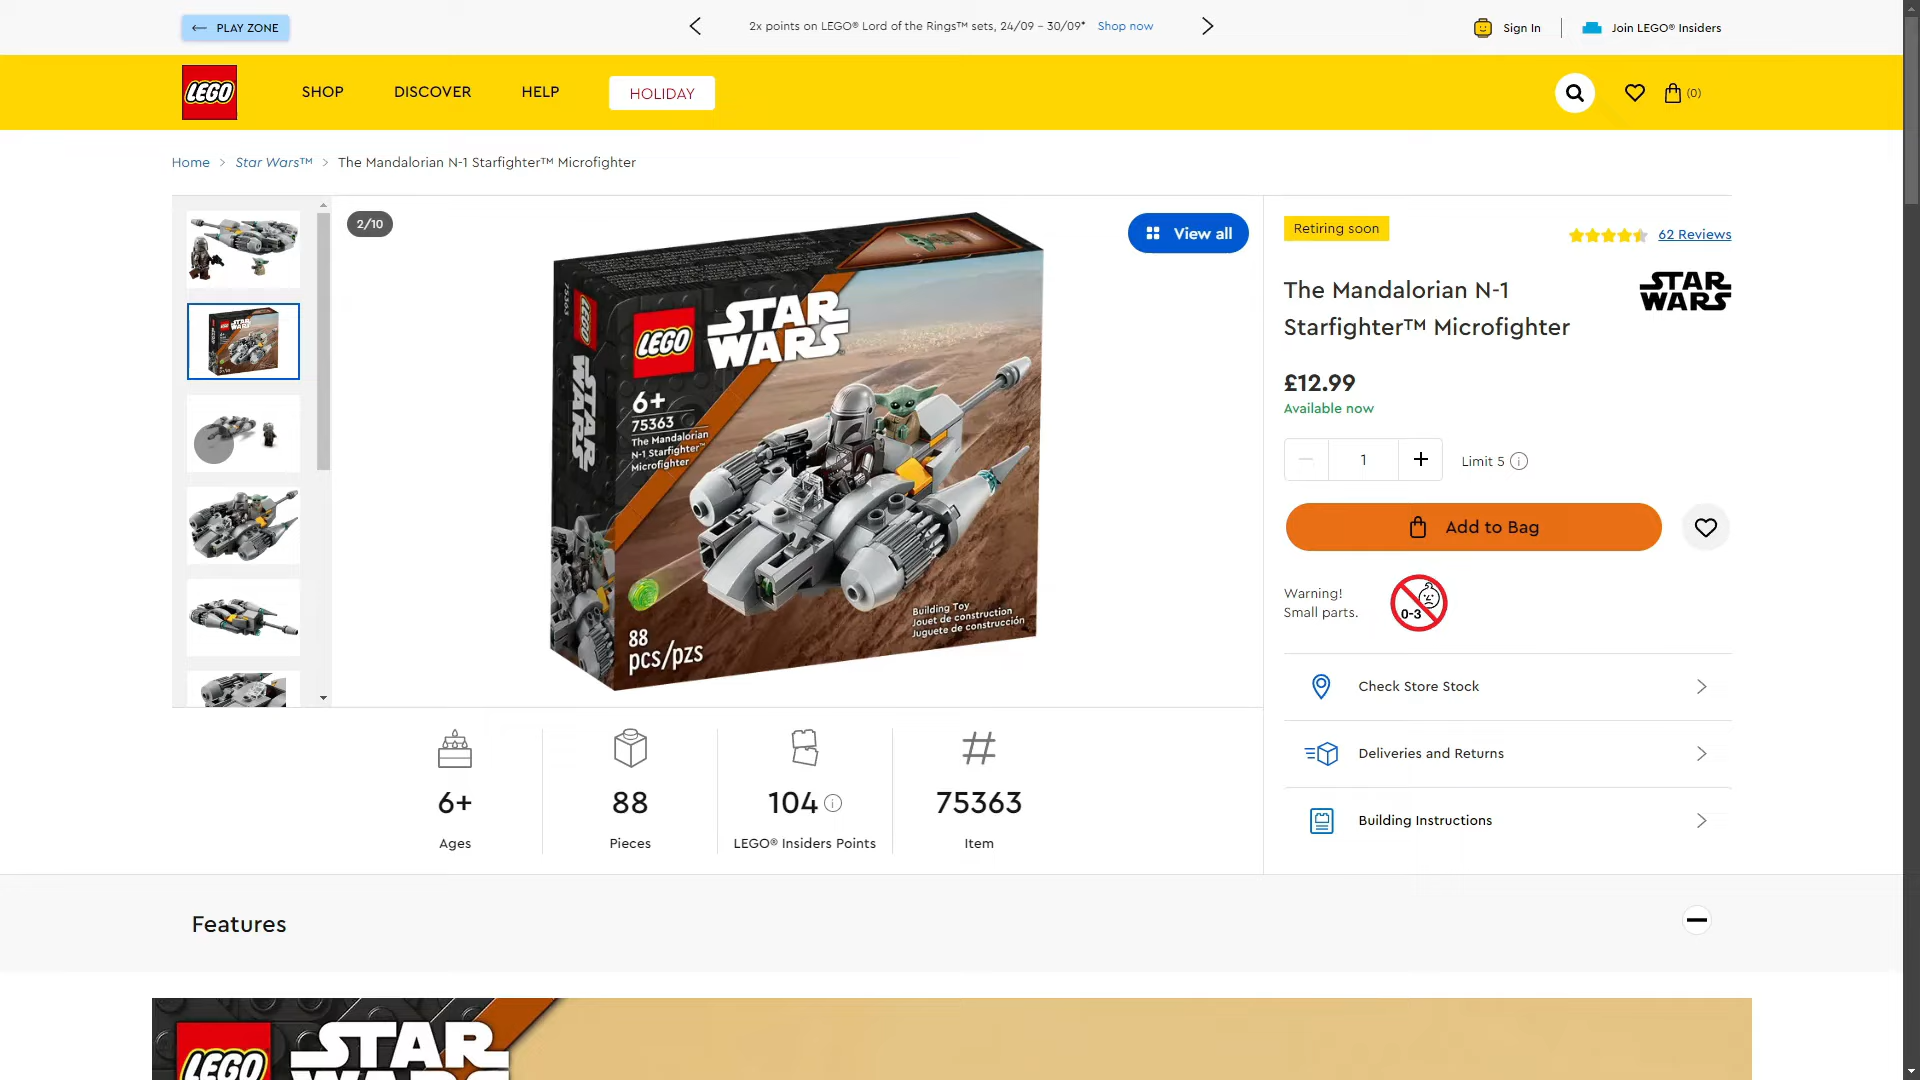 PLAY ZONE
2x points on LEGO® Lord of the Rings™ sets, 24/09 – 30/09* Shop now
Sign In
Join LEGO® Insiders
LEGO
SHOP
DISCOVER
HELP
HOLIDAY
(0)
Home > Star Wars™ > The Mandalorian N-1 Starfighter™ Microfighter
2/10
View all
LEGO
STAR
WARS
6+
75363
The Mandalorian
N-1 Starfighter™
Microfighter
75363
LEGO
STAR
WARS
Building Toy
Jouet de construction
Juguete de construcción
88
pcs/pzs
Retiring soon
62 Reviews
The Mandalorian N-1
Starfighter™ Microfighter
STAR
WARS
£12.99
Available now
1
Limit 5
Add to Bag
Warning!
Small parts.
0-3
Check Store Stock
Deliveries and Returns
Building Instructions
6+
Ages
88
Pieces
104
LEGO® Insiders Points
#
75363
Item
Features
LEGO
STAR
WARS